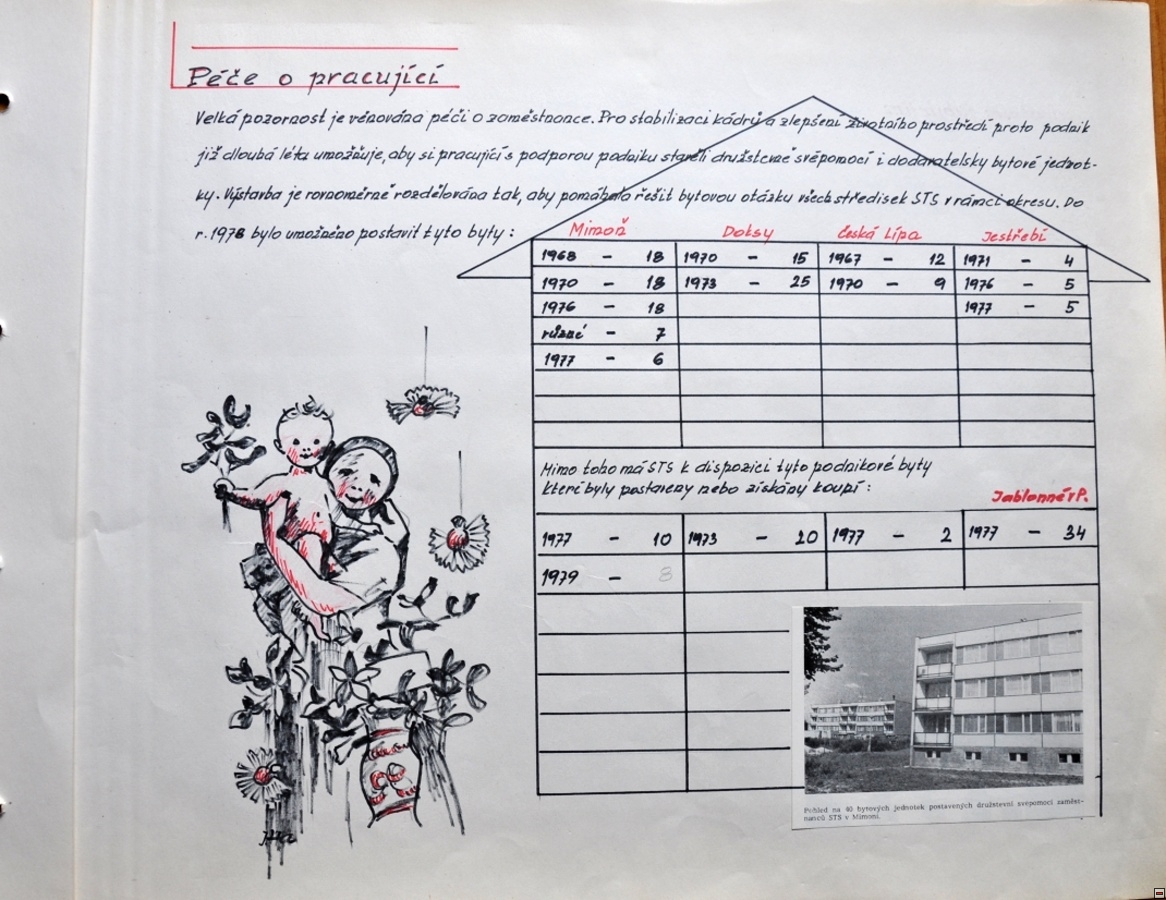 Péče o pracující
Velká pozornost je věnována péči o zaměstnance. Pro stabilizaci kádrů a zlepšení životního prostředí proto podnik
již dlouhá léta umožňuje, aby si pracující s podporou podniku stavěli družstevně svépomocí i dodavatelsky bytové jednot-
ky. Výstavba je rovnoměrně rozdělována tak, aby pomáhala řešit bytovou otázku všech středisek STS v rámci okresu. Do
r. 1978 bylo umožněno postavit tyto byty:
Mimoň Doksy Česká Lípa Jestřebí
1968 - 18 1970 - 15 1967 - 12 1971 - 4
1970 - 18 1973 - 25 1970 - 9 1976 - 5
1976 - 18 1977 - 5
různé - 7
1977 - 6
Mimo toho má STS k dispozici tyto podnikové byty
které byly postaveny nebo získány koupí:
Jablonné v P.
1977 - 10 1973 - 20 1977 - 2 1977 - 34
1979 - 8
Pohled na 40 bytových jednotek postavených družstevní svépomocí zaměst-
nanců STS v Mimoni.